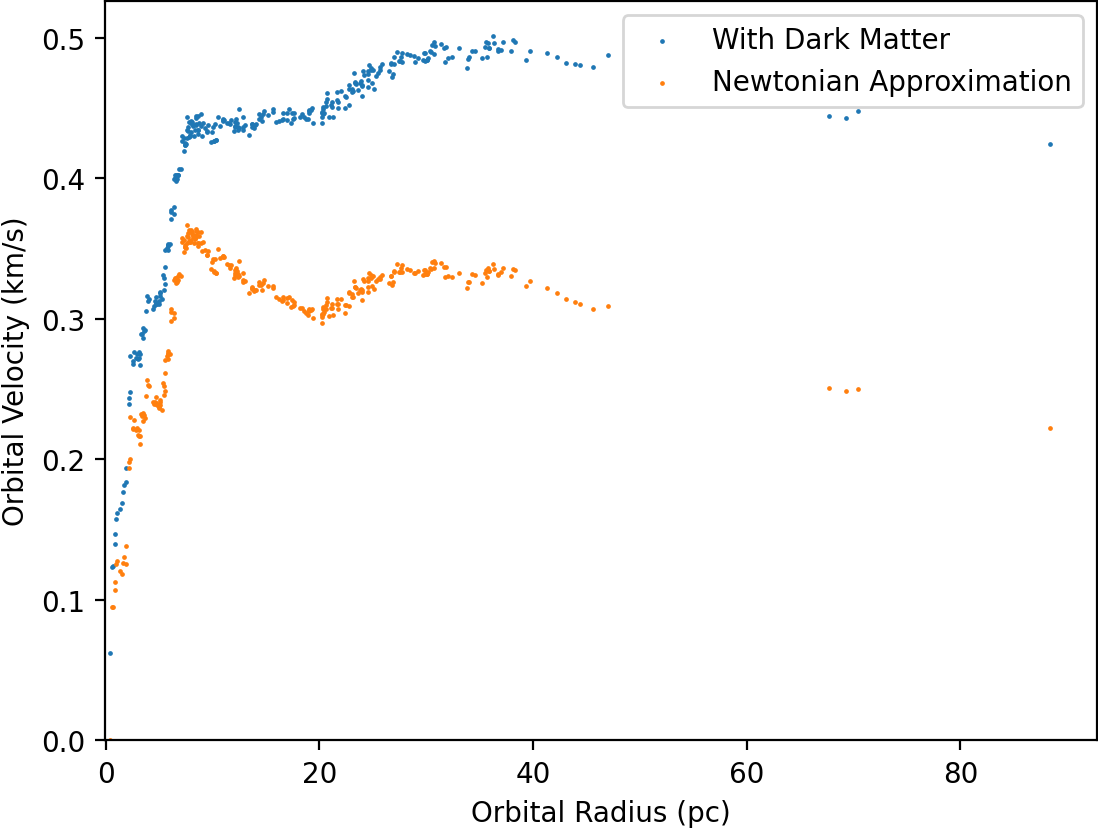 With Dark Matter
Newtonian Approximation
Orbital Velocity (km/s)
0.5
0.4
0.3
0.2
0.1
0.0
0 20 40 60 80
Orbital Radius (pc)